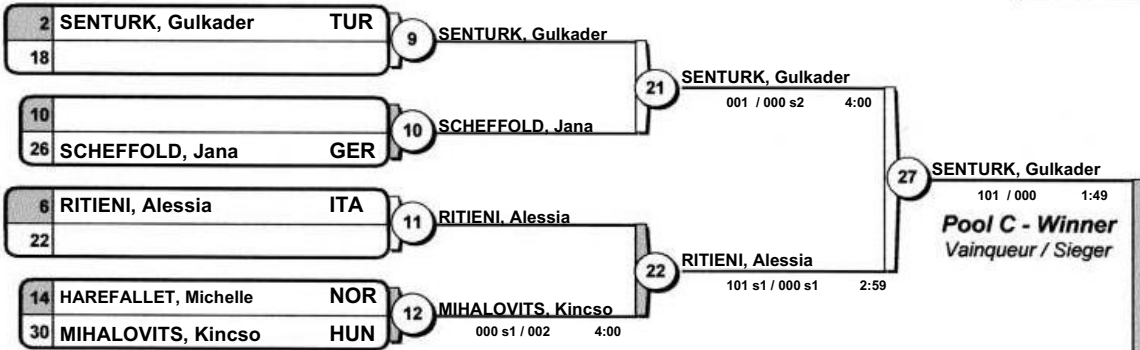 2 SENTURK, Gulkader TUR
18
9
SENTURK, Gulkader
10
26 SCHEFFOLD, Jana GER
10
SCHEFFOLD, Jana
21
SENTURK, Gulkader
001 / 000 s2 4:00
6 RITIENI, Alessia ITA
22
11
RITIENI, Alessia
14 HAREFALLET, Michelle NOR
30 MIHALOVITS, Kincso HUN
12
MIHALOVITS, Kincso
000 s1 / 002 4:00
22
RITIENI, Alessia
101 s1 / 000 s1 2:59
27
SENTURK, Gulkader
101 / 000 1:49
Pool C - Winner
Vainqueur / Sieger